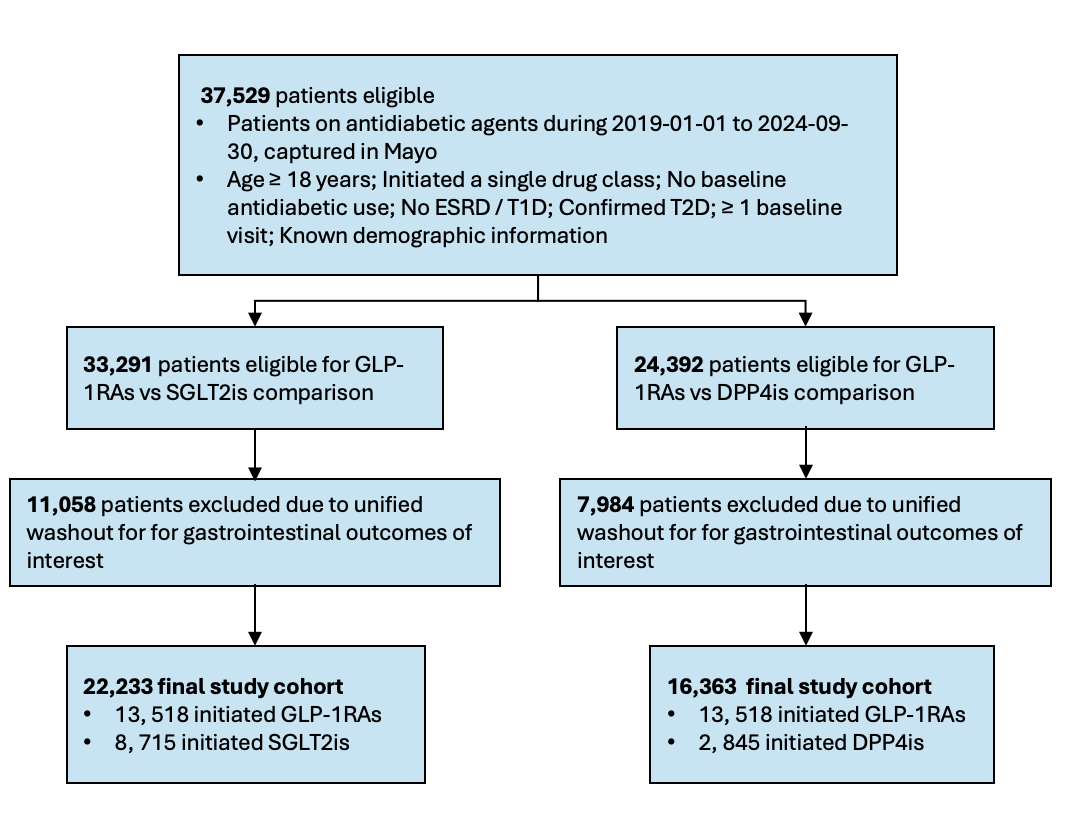 37,529 patients eligible
• Patients on antidiabetic agents during 2019-01-01 to 2024-09-
30, captured in Mayo
• Age ≥ 18 years; Initiated a single drug class; No baseline
antidiabetic use; No ESRD / T1D; Confirmed T2D; ≥ 1 baseline
visit; Known demographic information
33,291 patients eligible for GLP-
1RAs vs SGLT2is comparison
24,392 patients eligible for GLP-
1RAs vs DPP4is comparison
11,058 patients excluded due to unified
washout for for gastrointestinal outcomes of
interest
7,984 patients excluded due to unified
washout for for gastrointestinal outcomes of
interest
22,233 final study cohort
• 13, 518 initiated GLP-1RAs
• 8, 715 initiated SGLT2is
16,363 final study cohort
• 13, 518 initiated GLP-1RAs
• 2, 845 initiated DPP4is